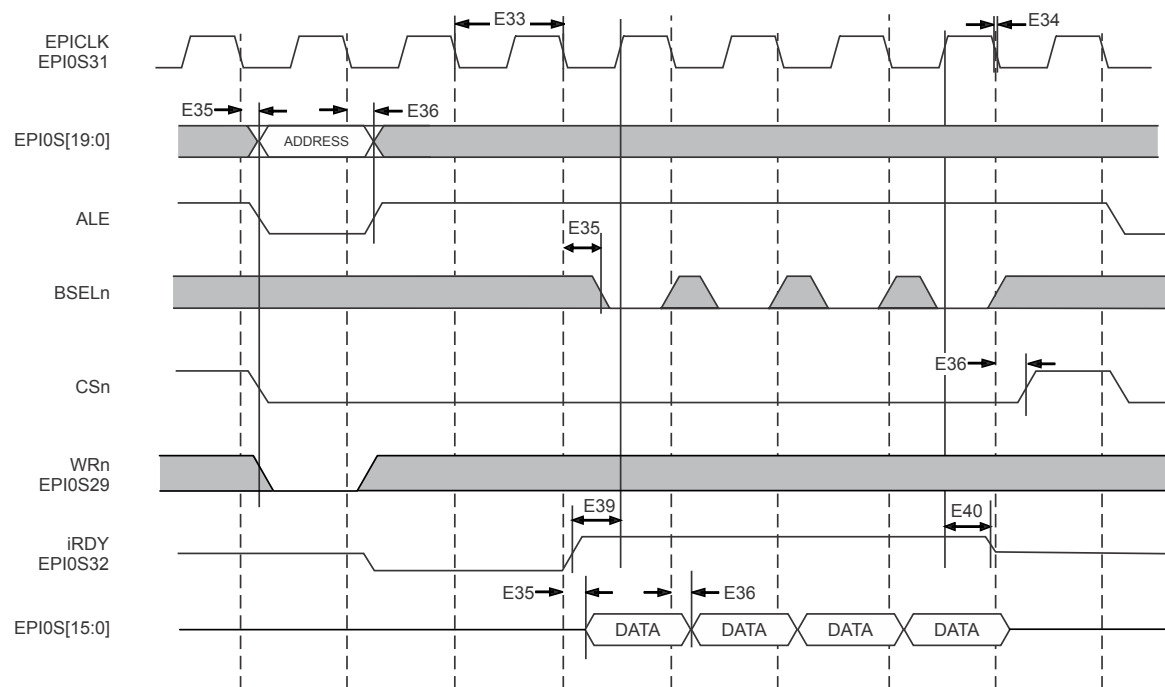 E33
E34
EPICLK
EPI0S31
E35
E36
EPI0S[19:0]
ADDRESS
ALE
E35
BSELn
E36
CSn
WRn
EPI0S29
E39
E40
iRDY
EPI0S32
E35
E36
EPI0S[15:0]
DATA DATA DATA DATA